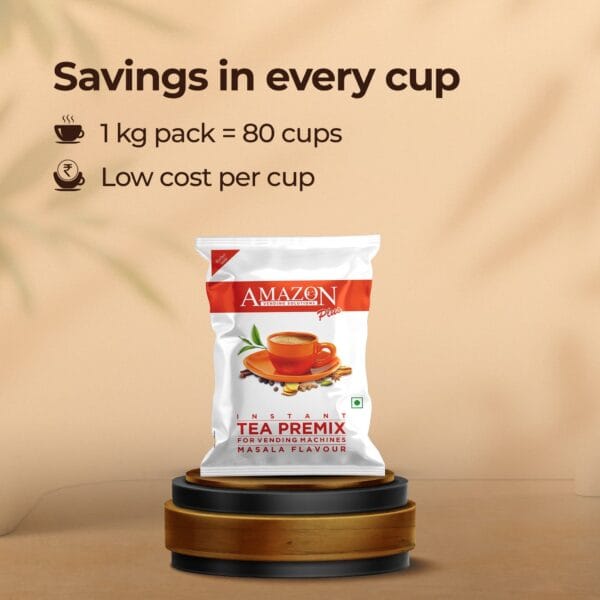 Savings in every cup
1 kg pack = 80 cups
₹
Low cost per cup
AMAZON
VENDING SOLUTIONS
Plus
INSTANT
TEA PREMIX
FOR VENDING MACHINES
MASALA FLAVOUR